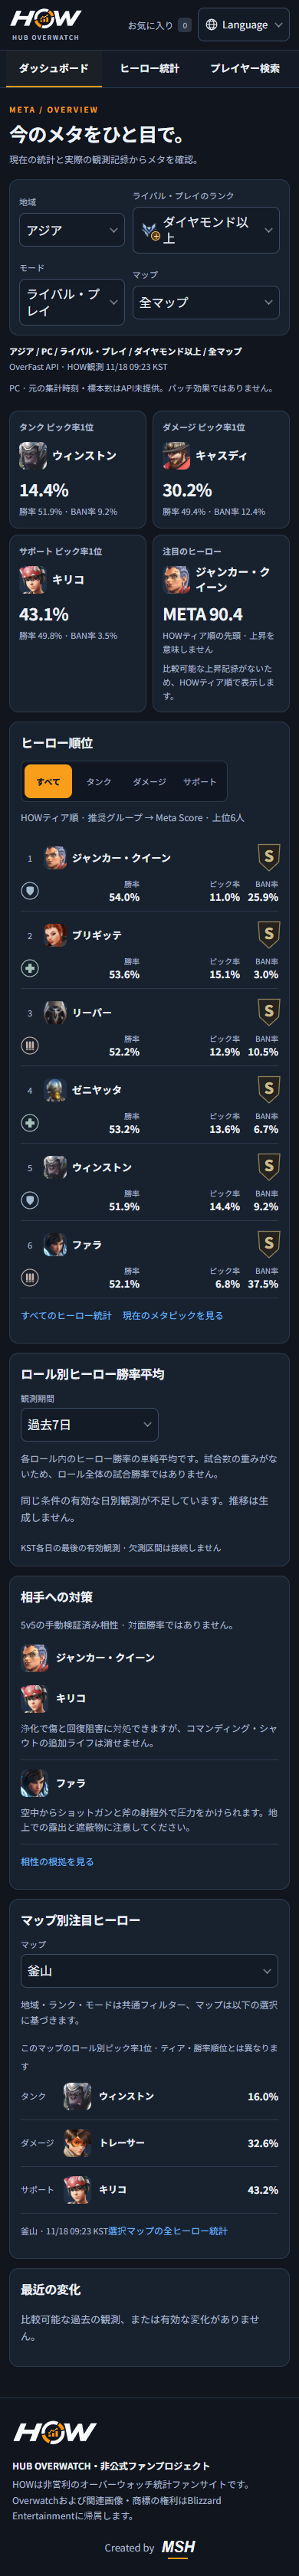 HOW
HUB OVERWATCH
お気に入り 0
Language
ダッシュボード ヒーロー統計 プレイヤー検索
META / OVERVIEW
今のメタをひと目で。
現在の統計と実際の観測記録からメタを確認。
地域
アジア
ライバル・プレイのランク
ダイヤモンド以
上
モード
ライバル・プ
レイ
マップ
全マップ
アジア / PC / ライバル・プレイ / ダイヤモンド以上 / 全マップ
OverFast API · HOW観測 11/18 09:23 KST
PC · 元の集計時刻・標本数はAPI未提供。パッチ効果ではありません。
タンク ピック率1位
ウィンストン
14.4%
勝率 51.9% · BAN率 9.2%
ダメージ ピック率1位
キャスディ
30.2%
勝率 49.4% · BAN率 12.4%
サポート ピック率1位
キリコ
43.1%
勝率 49.8% · BAN率 3.5%
注目のヒーロー
ジャンカー・ク
イーン
META 90.4
HOWティア順の先頭・上昇を
意味しません
比較可能な上昇記録がないた
め、HOWティア順で表示しま
す。
ヒーロー順位
すべて タンク ダメージ サポート
HOWティア順 · 推奨グループ → Meta Score · 上位6人
1 ジャンカー・クイーン S
勝率 ピック率 BAN率
54.0% 11.0% 25.9%
2 ブリギッテ S
勝率 ピック率 BAN率
53.6% 15.1% 3.0%
3 リーパー S
勝率 ピック率 BAN率
52.2% 12.9% 10.5%
4 ゼニヤッタ S
勝率 ピック率 BAN率
53.2% 13.6% 6.7%
5 ウィンストン S
勝率 ピック率 BAN率
51.9% 14.4% 9.2%
6 ファラ S
勝率 ピック率 BAN率
52.1% 6.8% 37.5%
すべてのヒーロー統計 現在のメタピックを見る
ロール別ヒーロー勝率平均
観測期間
過去7日
各ロール内のヒーロー勝率の単純平均です。試合数の重みがな
いため、ロール全体の試合勝率ではありません。
同じ条件の有効な日別観測が不足しています。推移は生
成しません。
KST各日の最後の有効観測 · 欠測区間は接続しません
相手への対策
5v5の手動検証済み相性 · 対面勝率ではありません。
ジャンカー・クイーン
キリコ
浄化で傷と回復阻害に対処できますが、コマンディング・シャ
ウトの追加ライフは消せません。
ファラ
空中からショットガンと斧の射程外で圧力をかけられます。地上
での露出と遮蔽物に注意してください。
相性の根拠を見る
マップ別注目ヒーロー
マップ
釜山
地域・ランク・モードは共通フィルター、マップは以下の選択
に基づきます。
このマップのロール別ピック率1位 · ティア・勝率順位とは異なりま
す
タンク ウィンストン 16.0%
ダメージ トレーサー 32.6%
サポート キリコ 43.2%
釜山 · 11/18 09:23 KST選択マップの全ヒーロー統計
最近の変化
比較可能な過去の観測、または有効な変化がありませ
ん。
HOW
HUB OVERWATCH · 非公式ファンプロジェクト
HOWは非営利のオーバーウォッチ統計ファンサイトです。
Overwatchおよび関連画像・商標の権利はBlizzard
Entertainmentに帰属します。
Created by MSH